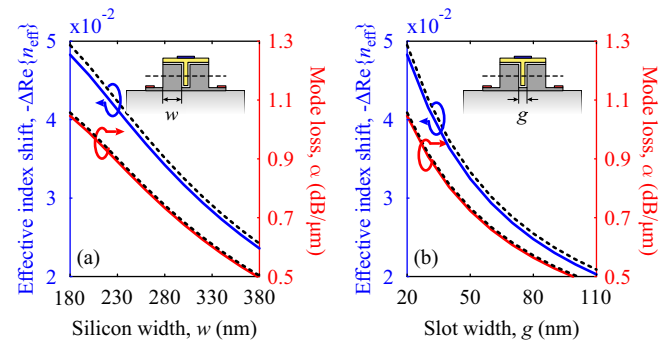 x10⁻²
5
4
3
2
Effective index shift, -ΔRe{n_eff}
1.3
1.1
0.9
0.7
0.5
Mode loss, α (dB/μm)
w
(a)
180 230 280 330 380
Silicon width, w (nm)
x10⁻²
5
4
3
2
Effective index shift, -ΔRe{n_eff}
1.3
1.1
0.9
0.7
0.5
Mode loss, α (dB/μm)
g
(b)
20 50 80 110
Slot width, g (nm)